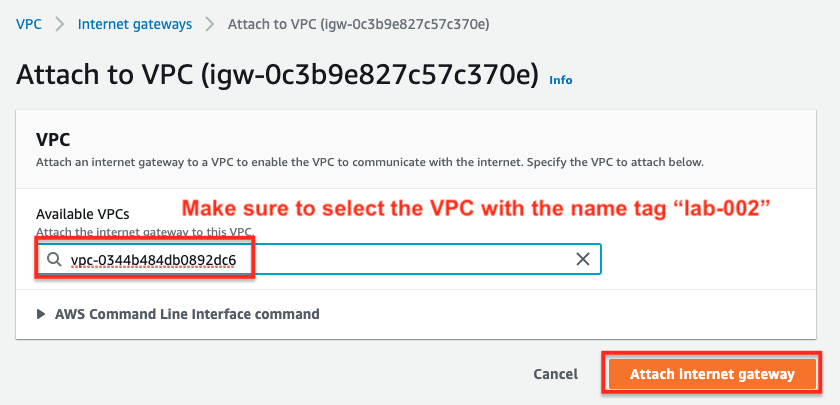 VPC > Internet gateways > Attach to VPC (igw-0c3b9e827c57c370e)
Attach to VPC (igw-0c3b9e827c57c370e) Info
VPC
Attach an internet gateway to a VPC to enable the VPC to communicate with the internet. Specify the VPC to attach below.
Make sure to select the VPC with the name tag “lab-002”
Available VPCs
Attach the internet gateway to this VPC.
vpc-0344b484db0892dc6
AWS Command Line Interface command
Cancel
Attach internet gateway